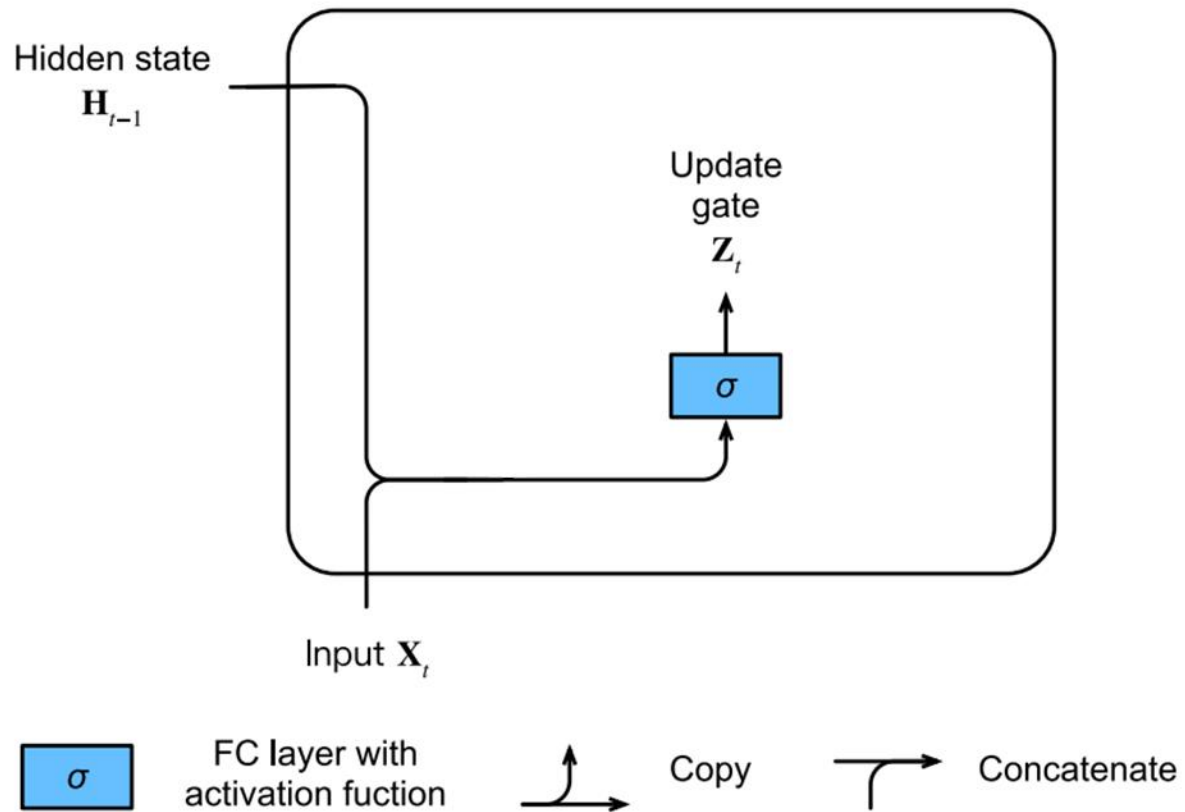 Hidden state
H_{t-1}
Update
gate
Z_t
σ
Input X_t
σ
FC layer with
activation fuction
Copy
Concatenate